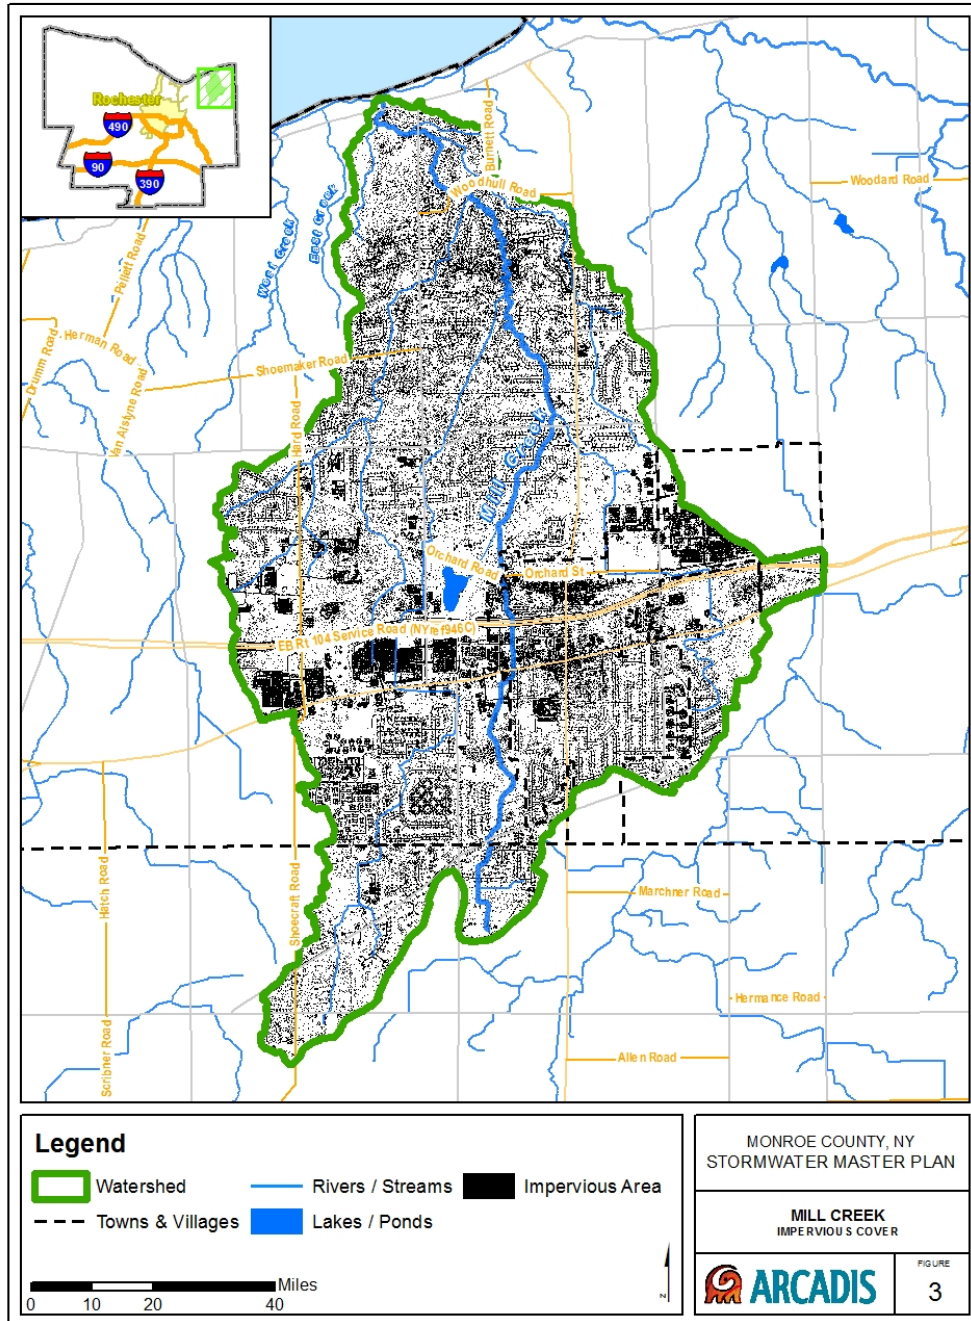 Rochester
490
90
390
Burnett Road
Woodhull Road
Woodard Road
West Creek
East Creek
Pellett Road
Drumm Road
Herman Road
Van Alstyne Road
Shoemaker Road
Hard Road
Mill Creek
Orchard Road
Orchard St
EB Rt 104 Service Road (NYref946C)
Hatch Road
Shoecraft Road
Marchner Road
Hermance Road
Scribner Road
Allen Road
Legend
Watershed
Rivers / Streams
Impervious Area
Towns & Villages
Lakes / Ponds
Miles
0 10 20 40
N
MONROE COUNTY, NY
STORMWATER MASTER PLAN
MILL CREEK
IMPERVIOUS COVER
ARCADIS
FIGURE
3